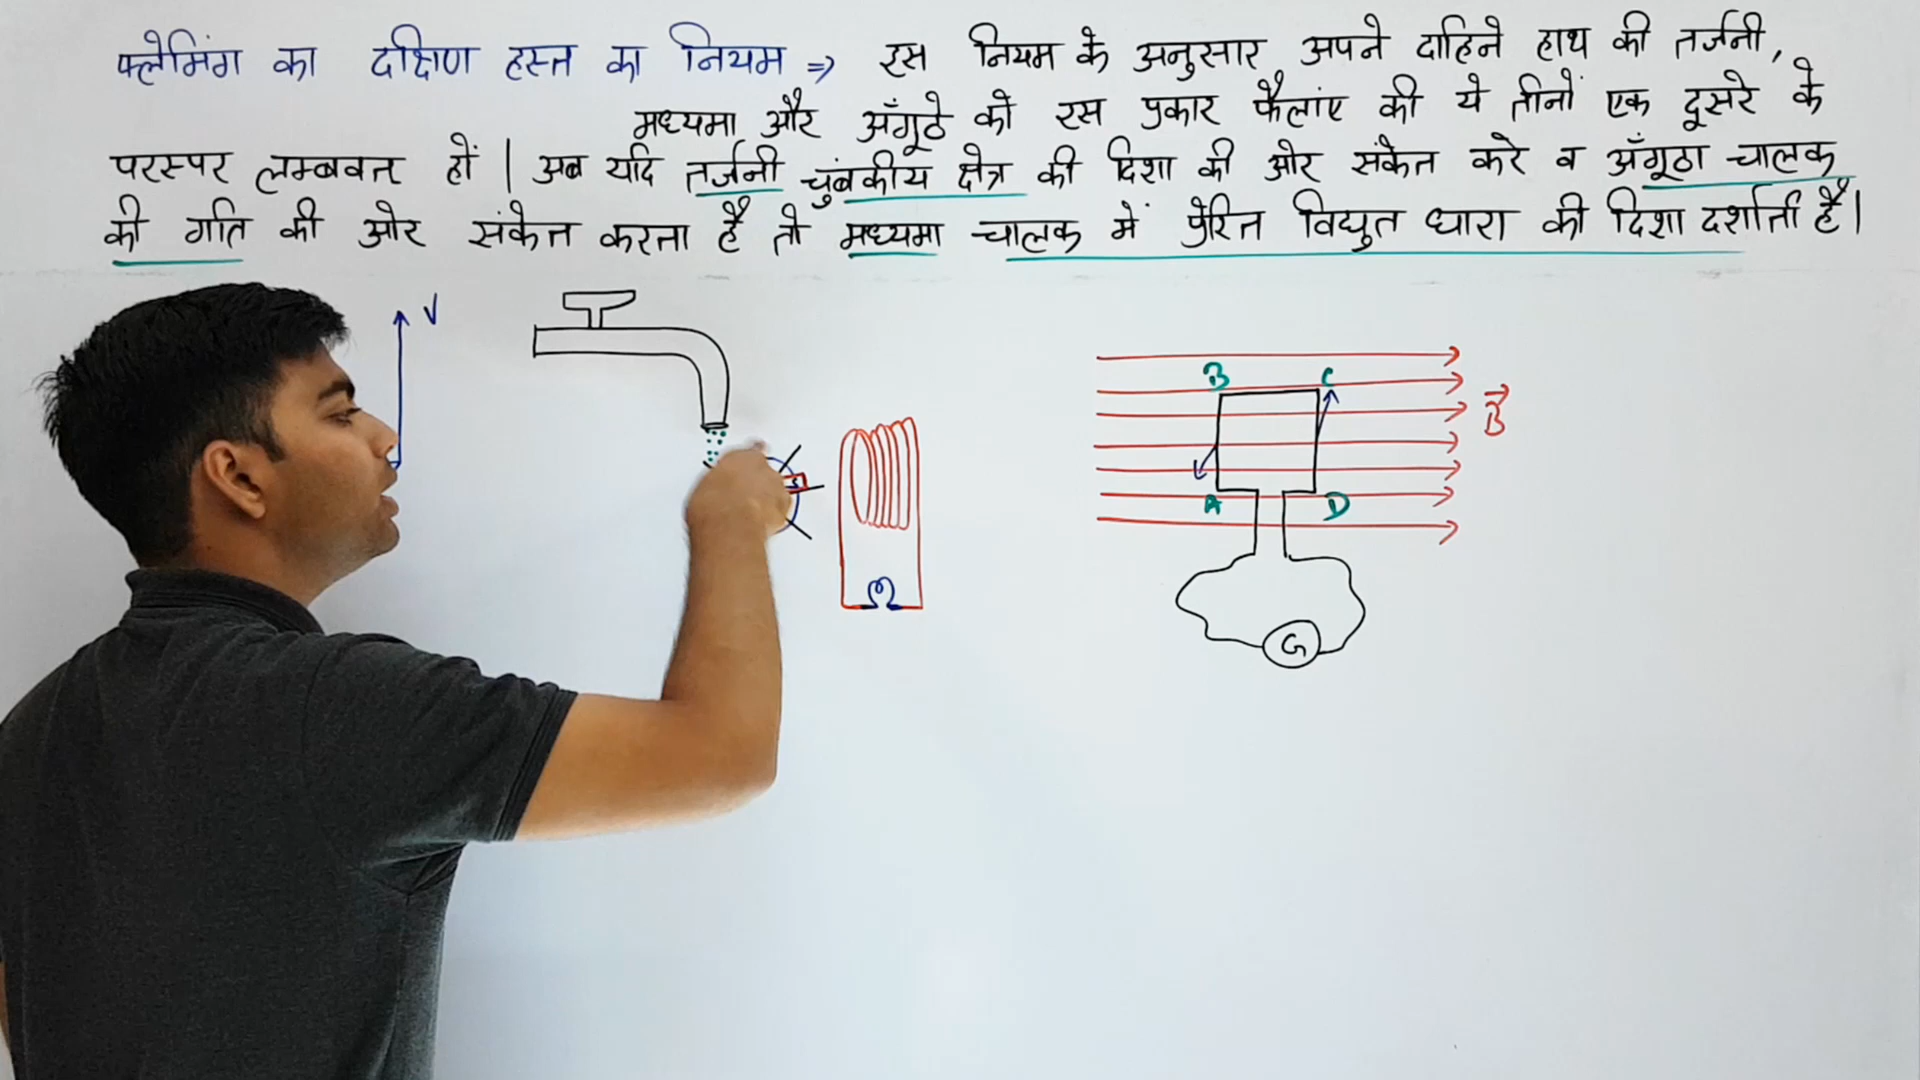 फ्लेमिंग का दक्षिण हस्त का नियम ⇒ इस नियम के अनुसार अपने दाहिने हाथ की तर्जनी,
मध्यमा और अँगूठे को इस प्रकार फैलांए की ये तीनों एक दूसरे के
परस्पर लम्बवत हों | अब यदि तर्जनी चुंबकीय क्षेत्र की दिशा की ओर संकेत करे व अँगूठा चालक
की गति की ओर संकेत करता है तो मध्यमा चालक में प्रेरित विद्युत धारा की दिशा दर्शाती है|
V
S
B C
B
A D
G